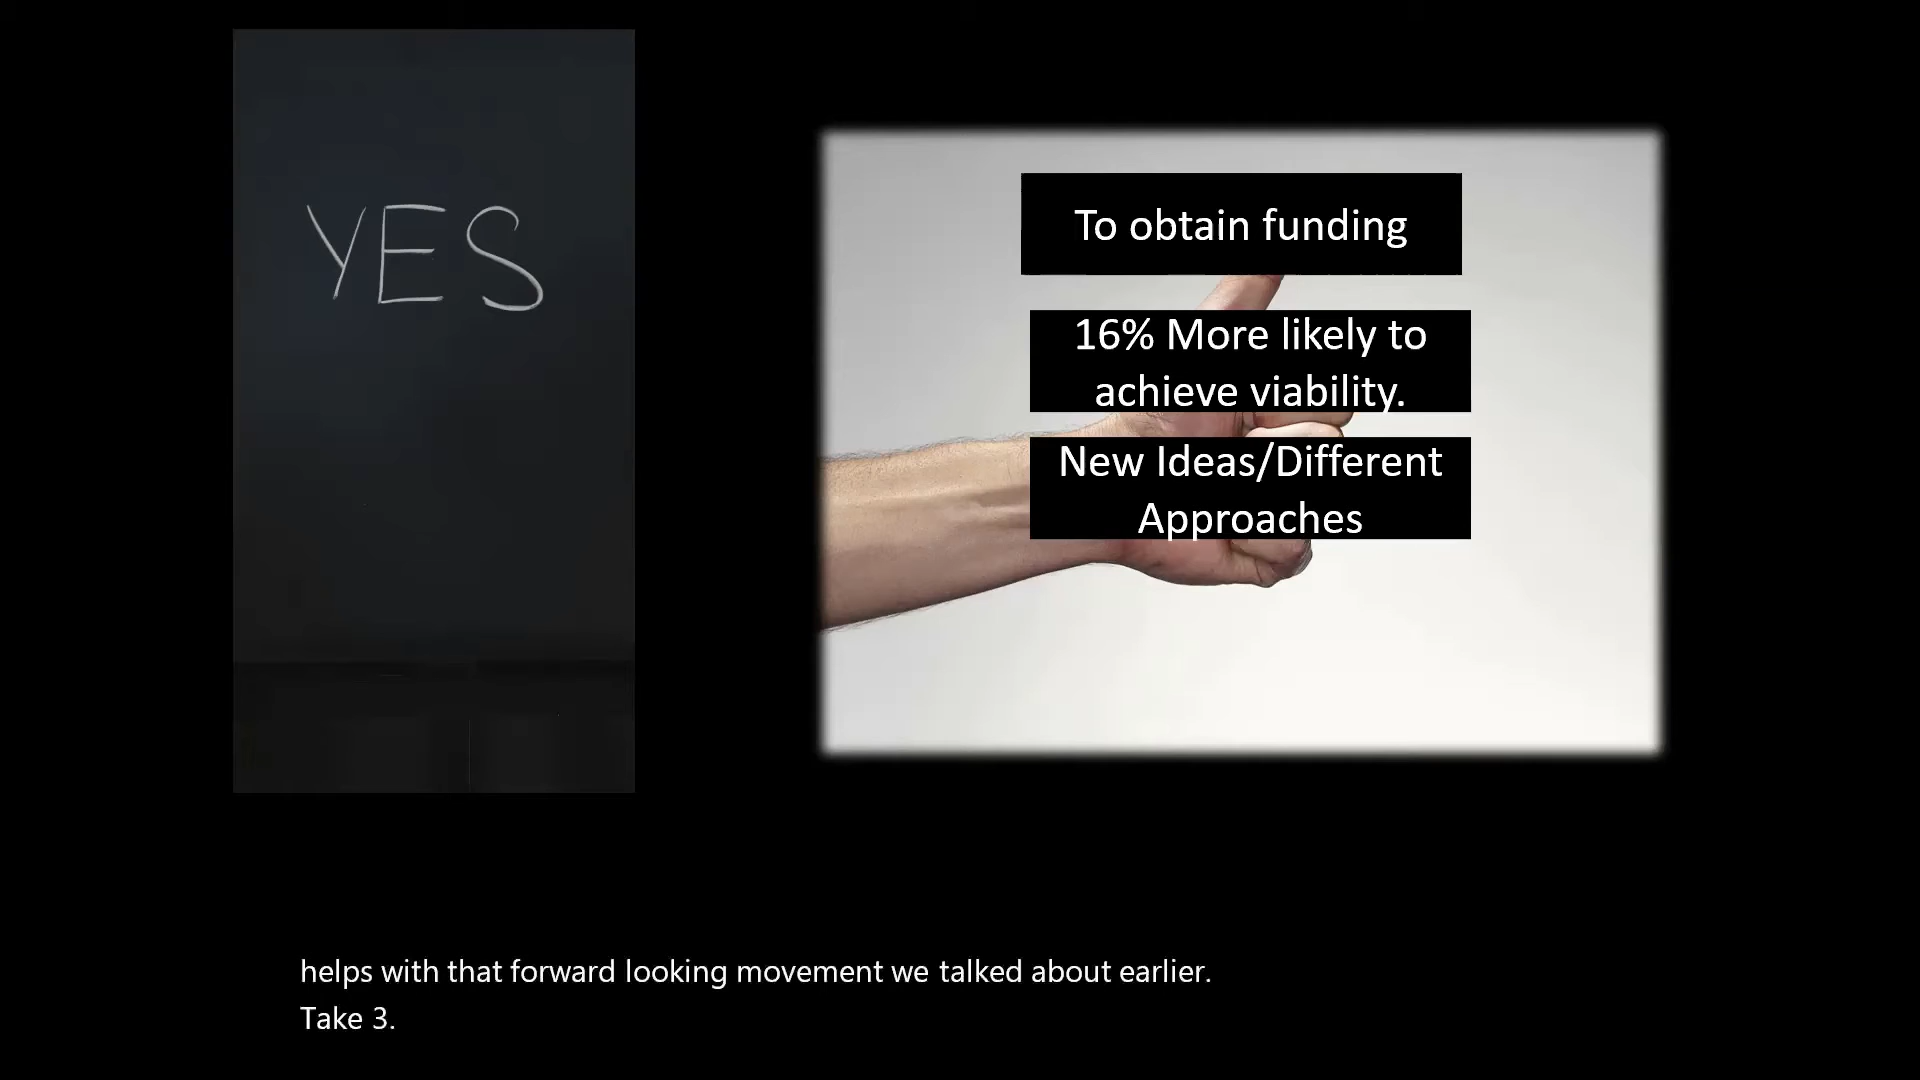 YES
To obtain funding
16% More likely to
achieve viability.
New Ideas/Different
Approaches
helps with that forward looking movement we talked about earlier.
Take 3.